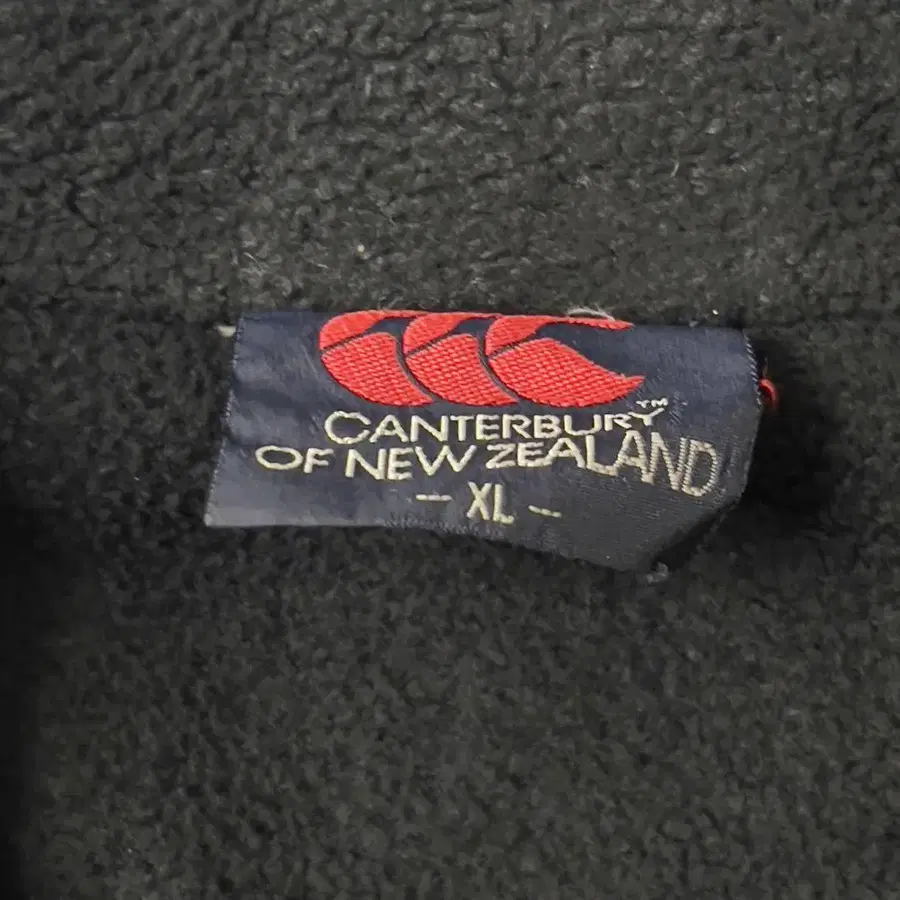 CANTERBURY™
OF NEW ZEALAND
- XL -